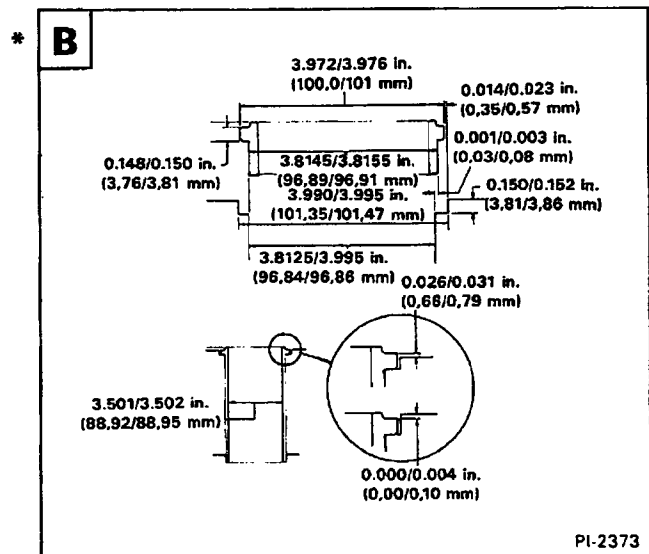 * B
3.972/3.976 in.
(100,0/101 mm)
0.014/0.023 in.
(0,35/0,57 mm)
0.001/0.003 in.
(0,03/0,08 mm)
0.148/0.150 in.
(3,76/3,81 mm)
3.8145/3.8155 in.
(96,89/96,91 mm)
0.150/0.152 in.
(3,81/3,86 mm)
3.990/3.995 in.
(101,35/101,47 mm)
3.8125/3.995 in.
(96,84/96,86 mm)
0.026/0.031 in.
(0,66/0,79 mm)
3.501/3.502 in.
(88,92/88,95 mm)
0.000/0.004 in.
(0,00/0,10 mm)
PI-2373